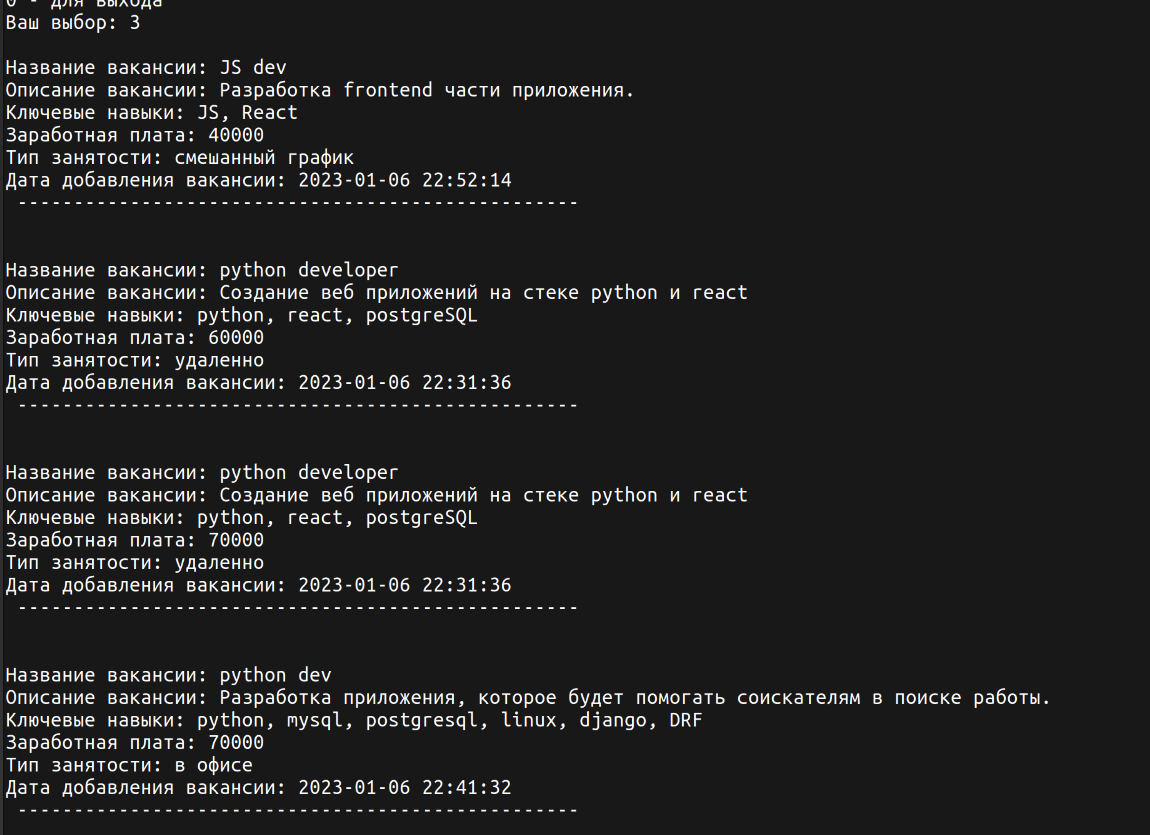 0 - для выхода
Ваш выбор: 3
Название вакансии: JS dev
Описание вакансии: Разработка frontend части приложения.
Ключевые навыки: JS, React
Заработная плата: 40000
Тип занятости: смешанный график
Дата добавления вакансии: 2023-01-06 22:52:14
--------------------------------------------------
Название вакансии: python developer
Описание вакансии: Создание веб приложений на стеке python и react
Ключевые навыки: python, react, postgreSQL
Заработная плата: 60000
Тип занятости: удаленно
Дата добавления вакансии: 2023-01-06 22:31:36
--------------------------------------------------
Название вакансии: python developer
Описание вакансии: Создание веб приложений на стеке python и react
Ключевые навыки: python, react, postgreSQL
Заработная плата: 70000
Тип занятости: удаленно
Дата добавления вакансии: 2023-01-06 22:31:36
--------------------------------------------------
Название вакансии: python dev
Описание вакансии: Разработка приложения, которое будет помогать соискателям в поиске работы.
Ключевые навыки: python, mysql, postgresql, linux, django, DRF
Заработная плата: 70000
Тип занятости: в офисе
Дата добавления вакансии: 2023-01-06 22:41:32
--------------------------------------------------